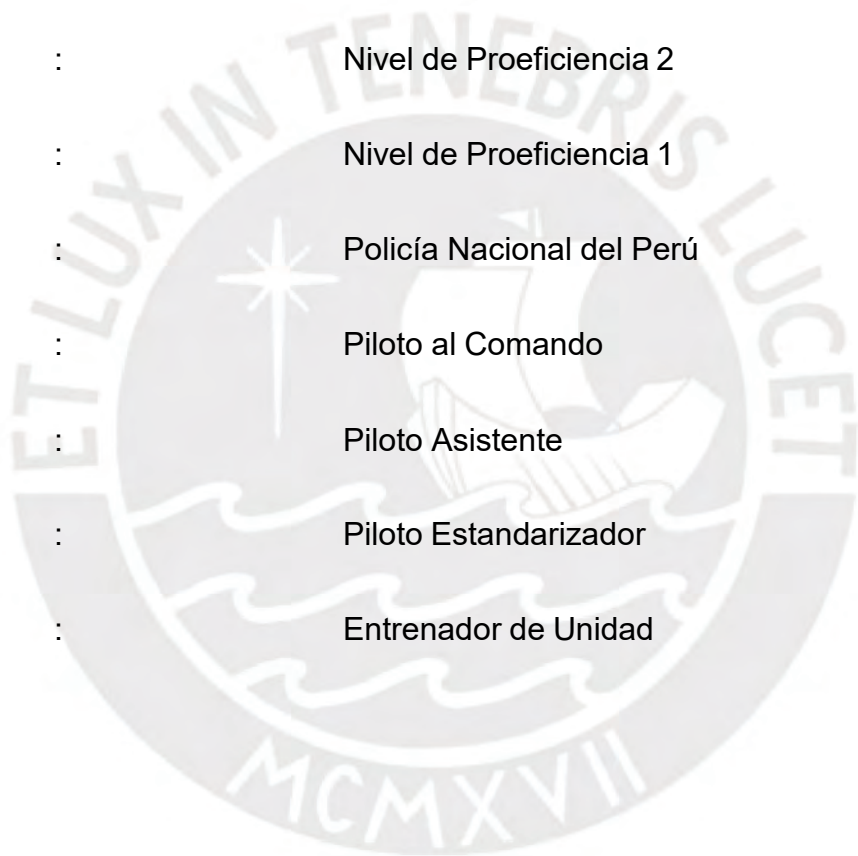 : Nivel de Proeficiencia 2
: Nivel de Proeficiencia 1
: Policía Nacional del Perú
: Piloto al Comando
: Piloto Asistente
: Piloto Estandarizador
: Entrenador de Unidad
ET LUX IN TENEBRIS LUCET
MCMXVII